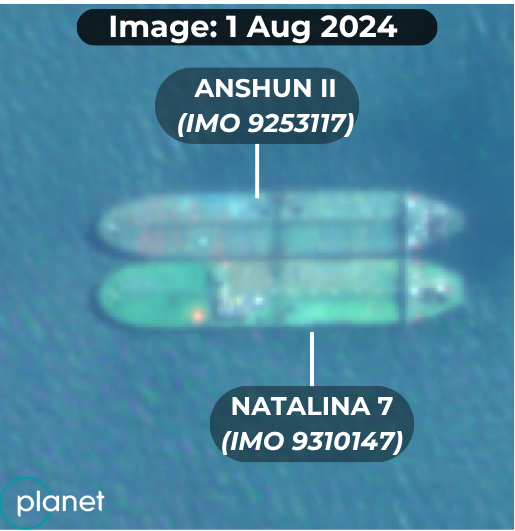 Image: 1 Aug 2024
ANSHUN II
(IMO 9253117)
NATALINA 7
(IMO 9310147)
planet